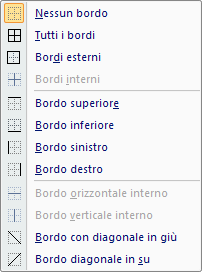 Nessun bordo
Tutti i bordi
Bordi esterni
Bordi interni
Bordo superiore
Bordo inferiore
Bordo sinistro
Bordo destro
Bordo orizzontale interno
Bordo verticale interno
Bordo con diagonale in giù
Bordo diagonale in su